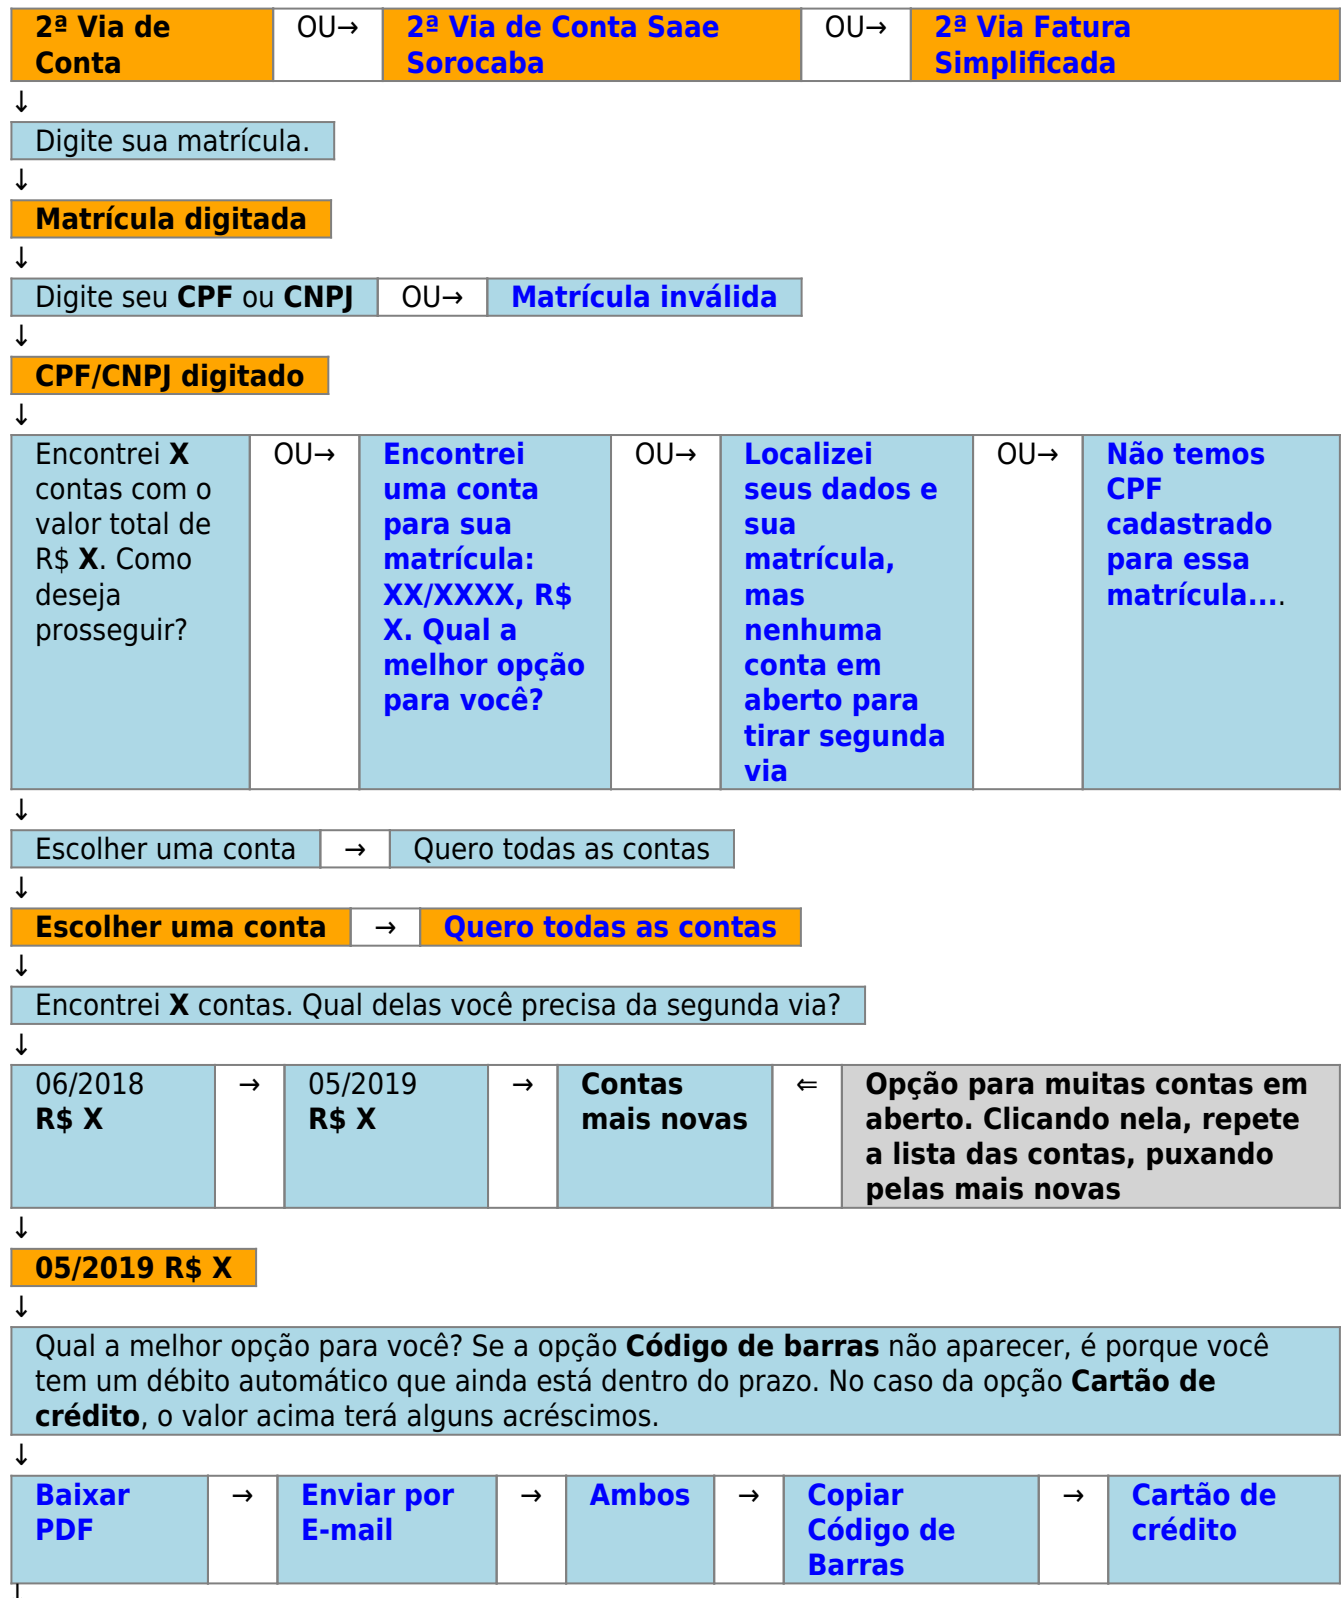 2ª Via de Conta OU→ 2ª Via de Conta Saae Sorocaba OU→ 2ª Via Fatura Simplificada
↓
Digite sua matrícula.
↓
Matrícula digitada
↓
Digite seu CPF ou CNPJ OU→ Matrícula inválida
↓
CPF/CNPJ digitado
↓
Encontrei X
contas com o
valor total de
R$ X. Como
deseja
prosseguir?
OU→
Encontrei
uma conta
para sua
matrícula:
XX/XXXX, R$
X. Qual a
melhor opção
para você?
OU→
Localizei
seus dados e
sua
matrícula,
mas
nenhuma
conta em
aberto para
tirar segunda
via
OU→
Não temos
CPF
cadastrado
para essa
matrícula....
↓
Escolher uma conta → Quero todas as contas
↓
Escolher uma conta → Quero todas as contas
↓
Encontrei X contas. Qual delas você precisa da segunda via?
↓
06/2018
R$ X
→
05/2019
R$ X
→
Contas
mais novas
⇐
Opção para muitas contas em
aberto. Clicando nela, repete
a lista das contas, puxando
pelas mais novas
↓
05/2019 R$ X
↓
Qual a melhor opção para você? Se a opção Código de barras não aparecer, é porque você
tem um débito automático que ainda está dentro do prazo. No caso da opção Cartão de
crédito, o valor acima terá alguns acréscimos.
↓
Baixar
PDF
→
Enviar por
E-mail
→
Ambos
→
Copiar
Código de
Barras
→
Cartão de
crédito